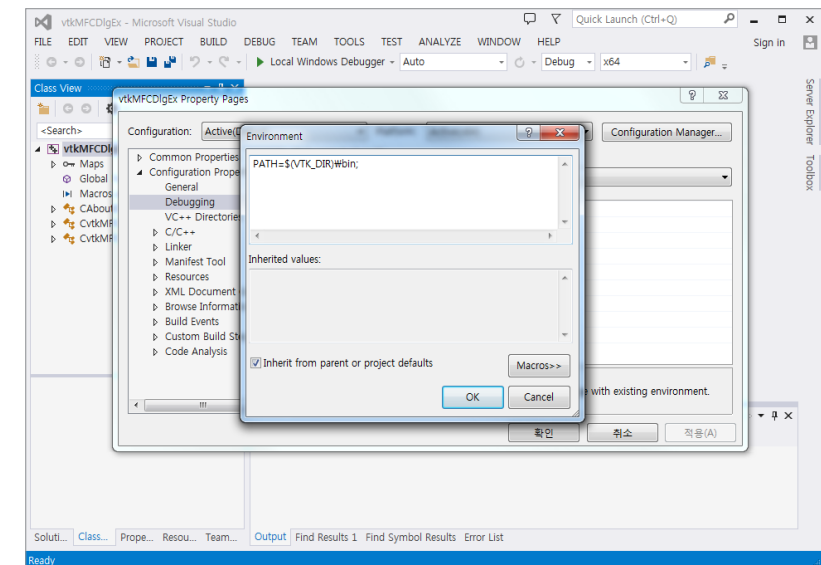 vtkMFCDlgEx - Microsoft Visual Studio
Quick Launch (Ctrl+Q)
FILE EDIT VIEW PROJECT BUILD DEBUG TEAM TOOLS TEST ANALYZE WINDOW HELP
Sign in
Local Windows Debugger Auto Debug x64
Class View
<Search>
vtkMFCDl
Maps
Global
Macros
CAbout
CvtkMF
CvtkMF
vtkMFCDlgEx Property Pages
Configuration: Active(D
Configuration Manager...
Common Properties
Configuration Prope
General
Debugging
VC++ Directorie
C/C++
Linker
Manifest Tool
Resources
XML Document
Browse Informati
Build Events
Custom Build St
Code Analysis
Environment
PATH=$(VTK_DIR)₩bin;
Inherited values:
Inherit from parent or project defaults
Macros>>
OK Cancel
with existing environment.
확인 취소 적용(A)
Server Explorer
Toolbox
Soluti... Class... Prope... Resou... Team...
Output Find Results 1 Find Symbol Results Error List
Ready